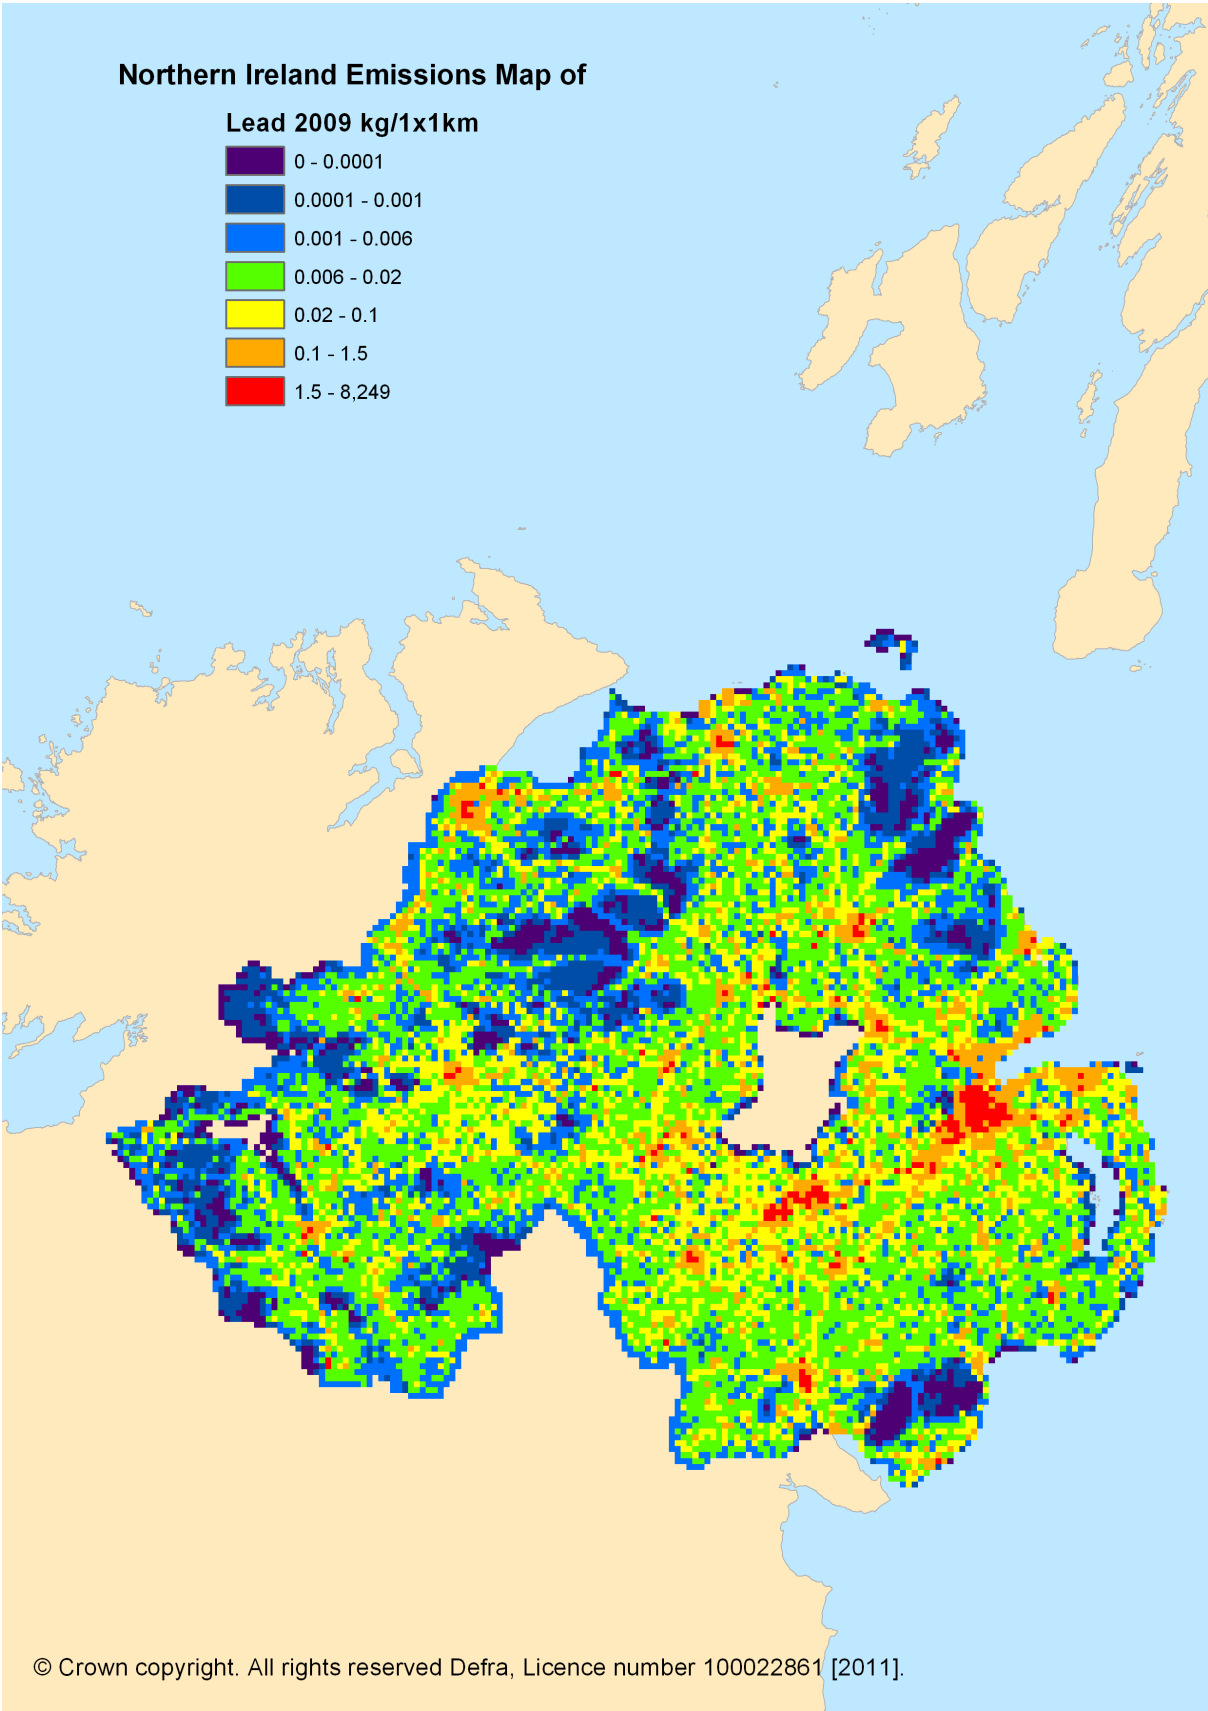 Northern Ireland Emissions Map of
Lead 2009 kg/1x1km
0 - 0.0001
0.0001 - 0.001
0.001 - 0.006
0.006 - 0.02
0.02 - 0.1
0.1 - 1.5
1.5 - 8,249
© Crown copyright. All rights reserved Defra, Licence number 100022861 [2011].